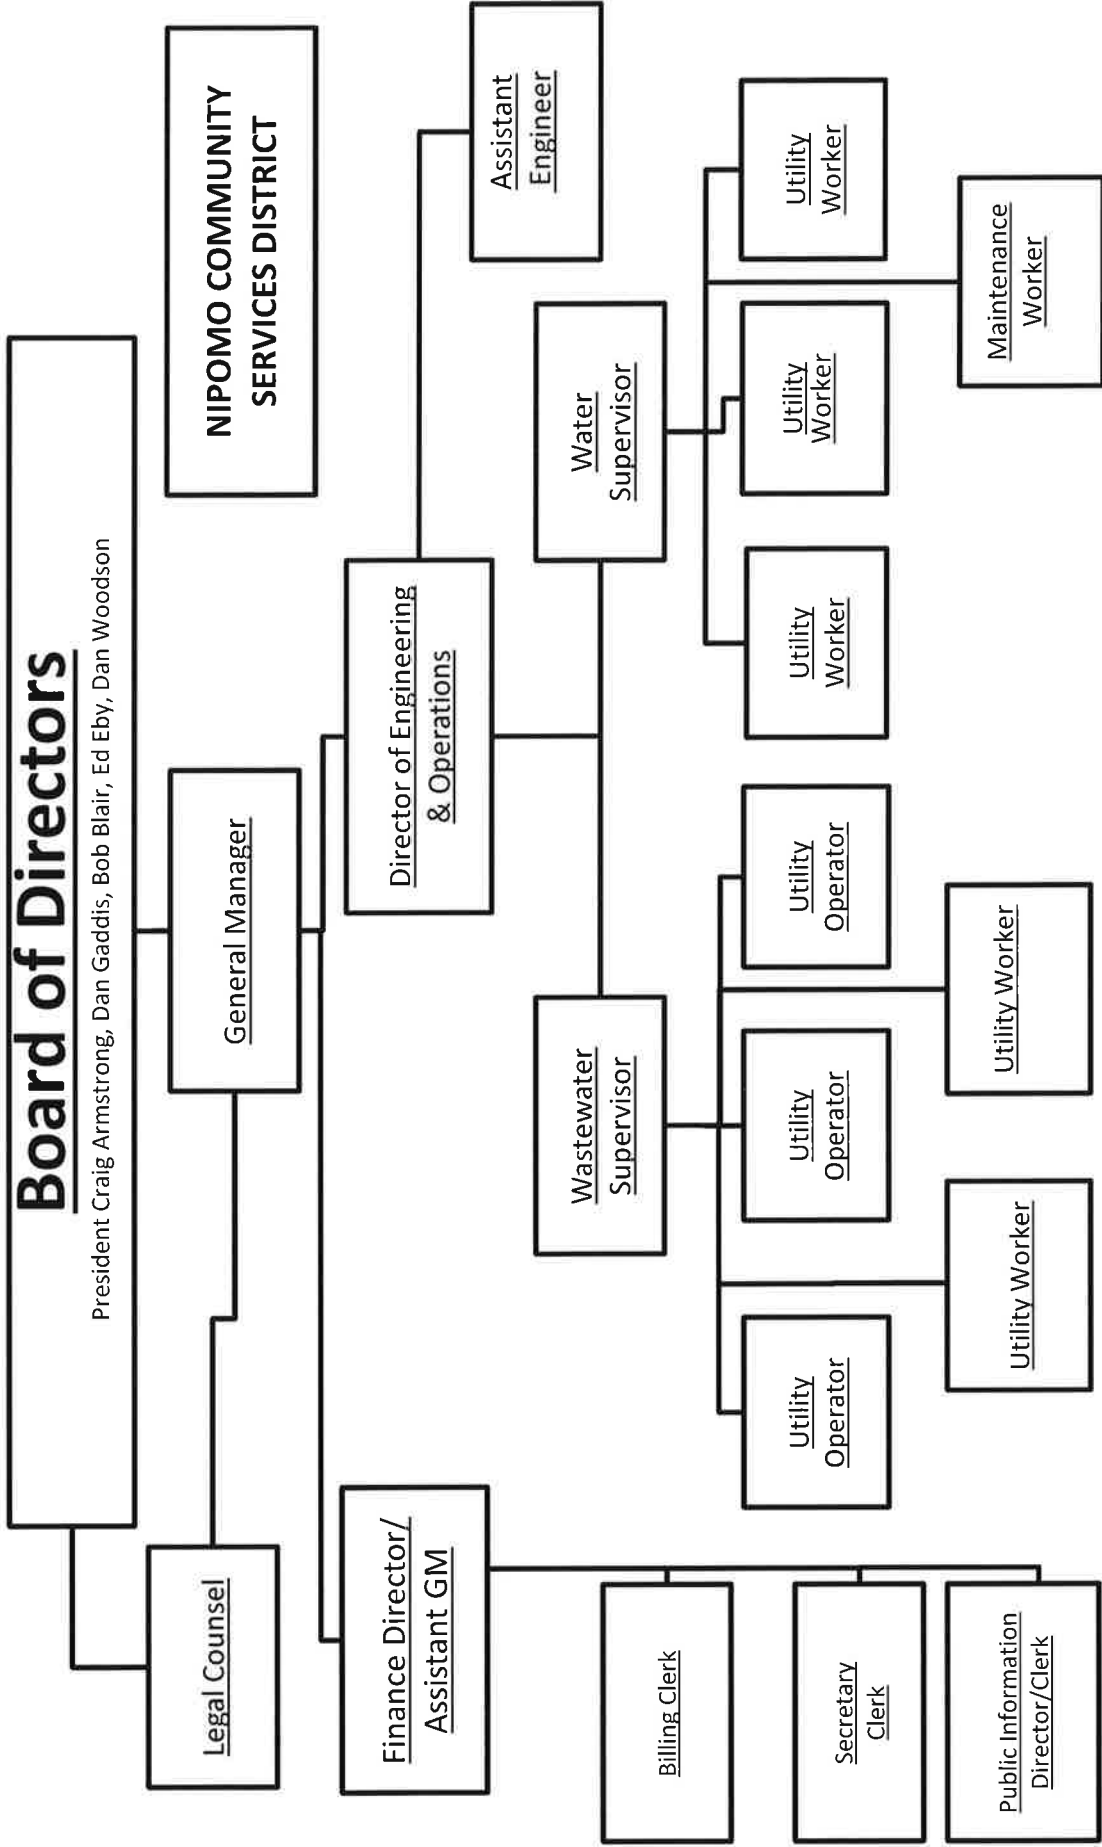 Board of Directors
President Craig Armstrong, Dan Gaddis, Bob Blair, Ed Eby, Dan Woodson
NIPOMO COMMUNITY
SERVICES DISTRICT
Legal Counsel
General Manager
Finance Director/
Assistant GM
Director of Engineering
& Operations
Assistant
Engineer
Wastewater
Supervisor
Water
Supervisor
Billing Clerk
Secretary
Clerk
Public Information
Director/Clerk
Utility
Operator
Utility
Operator
Utility
Operator
Utility
Worker
Utility
Worker
Utility
Worker
Utility Worker
Utility Worker
Maintenance
Worker